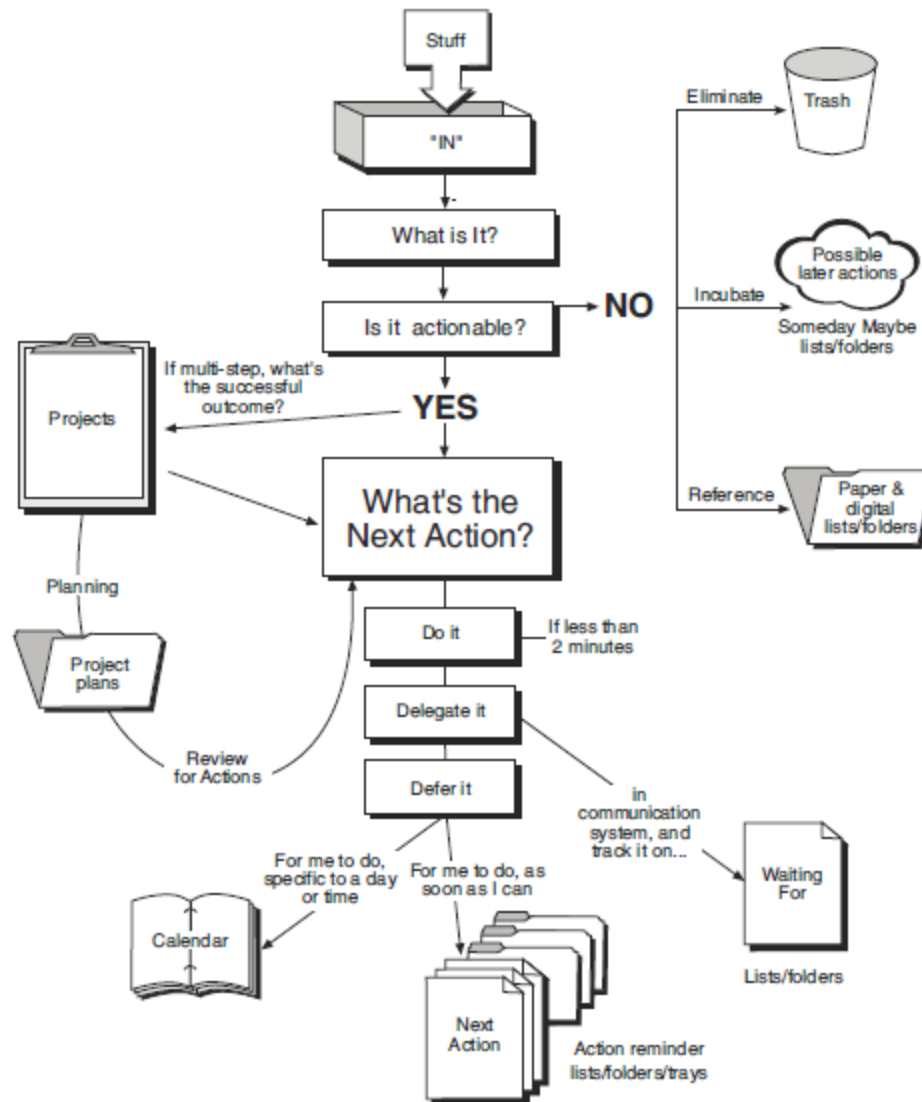 Stuff
"IN"
What is It?
Is it actionable?
NO
Eliminate
Trash
Incubate
Possible
later actions
Someday Maybe
lists/folders
Reference
Paper &
digital
lists/folders
YES
If multi-step, what's
the successful
outcome?
Projects
What's the
Next Action?
Planning
Project
plans
Review
for Actions
Do it
If less than
2 minutes
Delegate it
Defer it
in
communication
system, and
track it on...
Waiting
For
Lists/folders
For me to do,
specific to a day
or time
Calendar
For me to do, as
soon as I can
Next
Action
Action reminder
lists/folders/trays